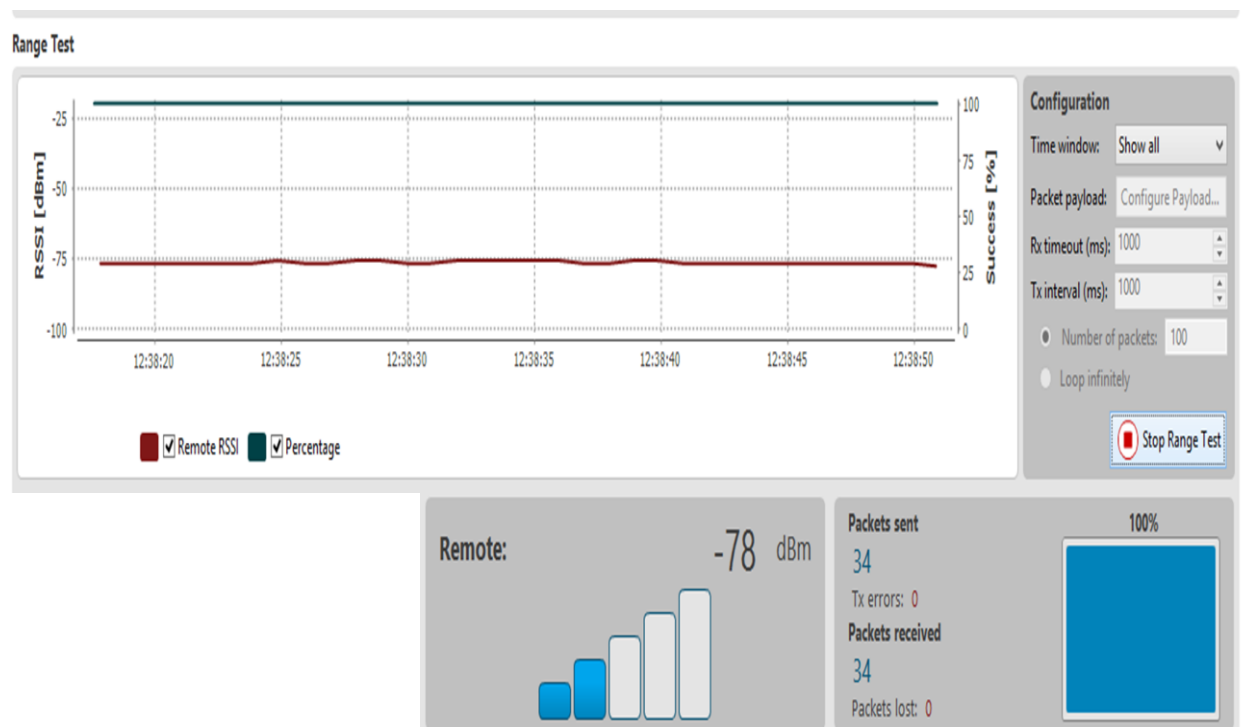 Range Test
-25
-50
-75
-100
RSSI [dBm]
100
75
50
25
0
Success [%]
12:38:20 12:38:25 12:38:30 12:38:35 12:38:40 12:38:45 12:38:50
Remote RSSI Percentage
Configuration
Time window: Show all
Packet payload: Configure Payload...
Rx timeout (ms): 1000
Tx interval (ms): 1000
Number of packets: 100
Loop infinitely
Stop Range Test
Remote: -78 dBm
Packets sent
34
Tx errors: 0
Packets received
34
Packets lost: 0
100%